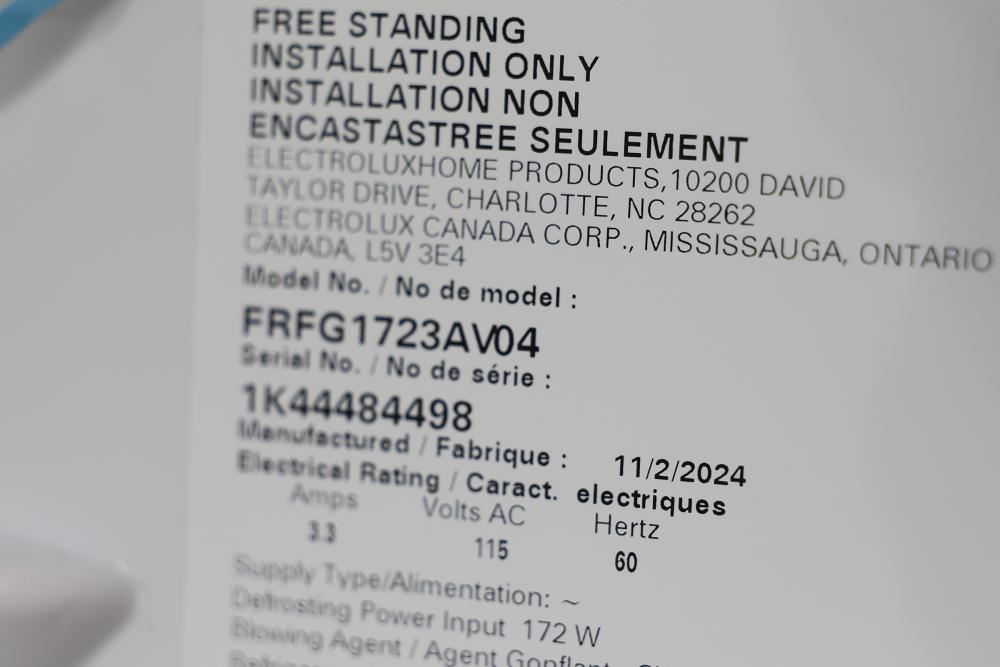 FREE STANDING
INSTALLATION ONLY
INSTALLATION NON
ENCASTASTREE SEULEMENT
ELECTROLUXHOME PRODUCTS,10200 DAVID
TAYLOR DRIVE, CHARLOTTE, NC 28262
ELECTROLUX CANADA CORP., MISSISSAUGA, ONTARIO
CANADA, L5V 3E4
Model No. / No de model :
FRFG1723AV04
Serial No. / No de série :
1K44484498
Manufactured / Fabrique : 11/2/2024
Electrical Rating / Caract. electriques
Amps Volts AC Hertz
3.3 115 60
Supply Type/Alimentation: ~
Defrosting Power Input 172 W
Blowing Agent / Agent Gonflant